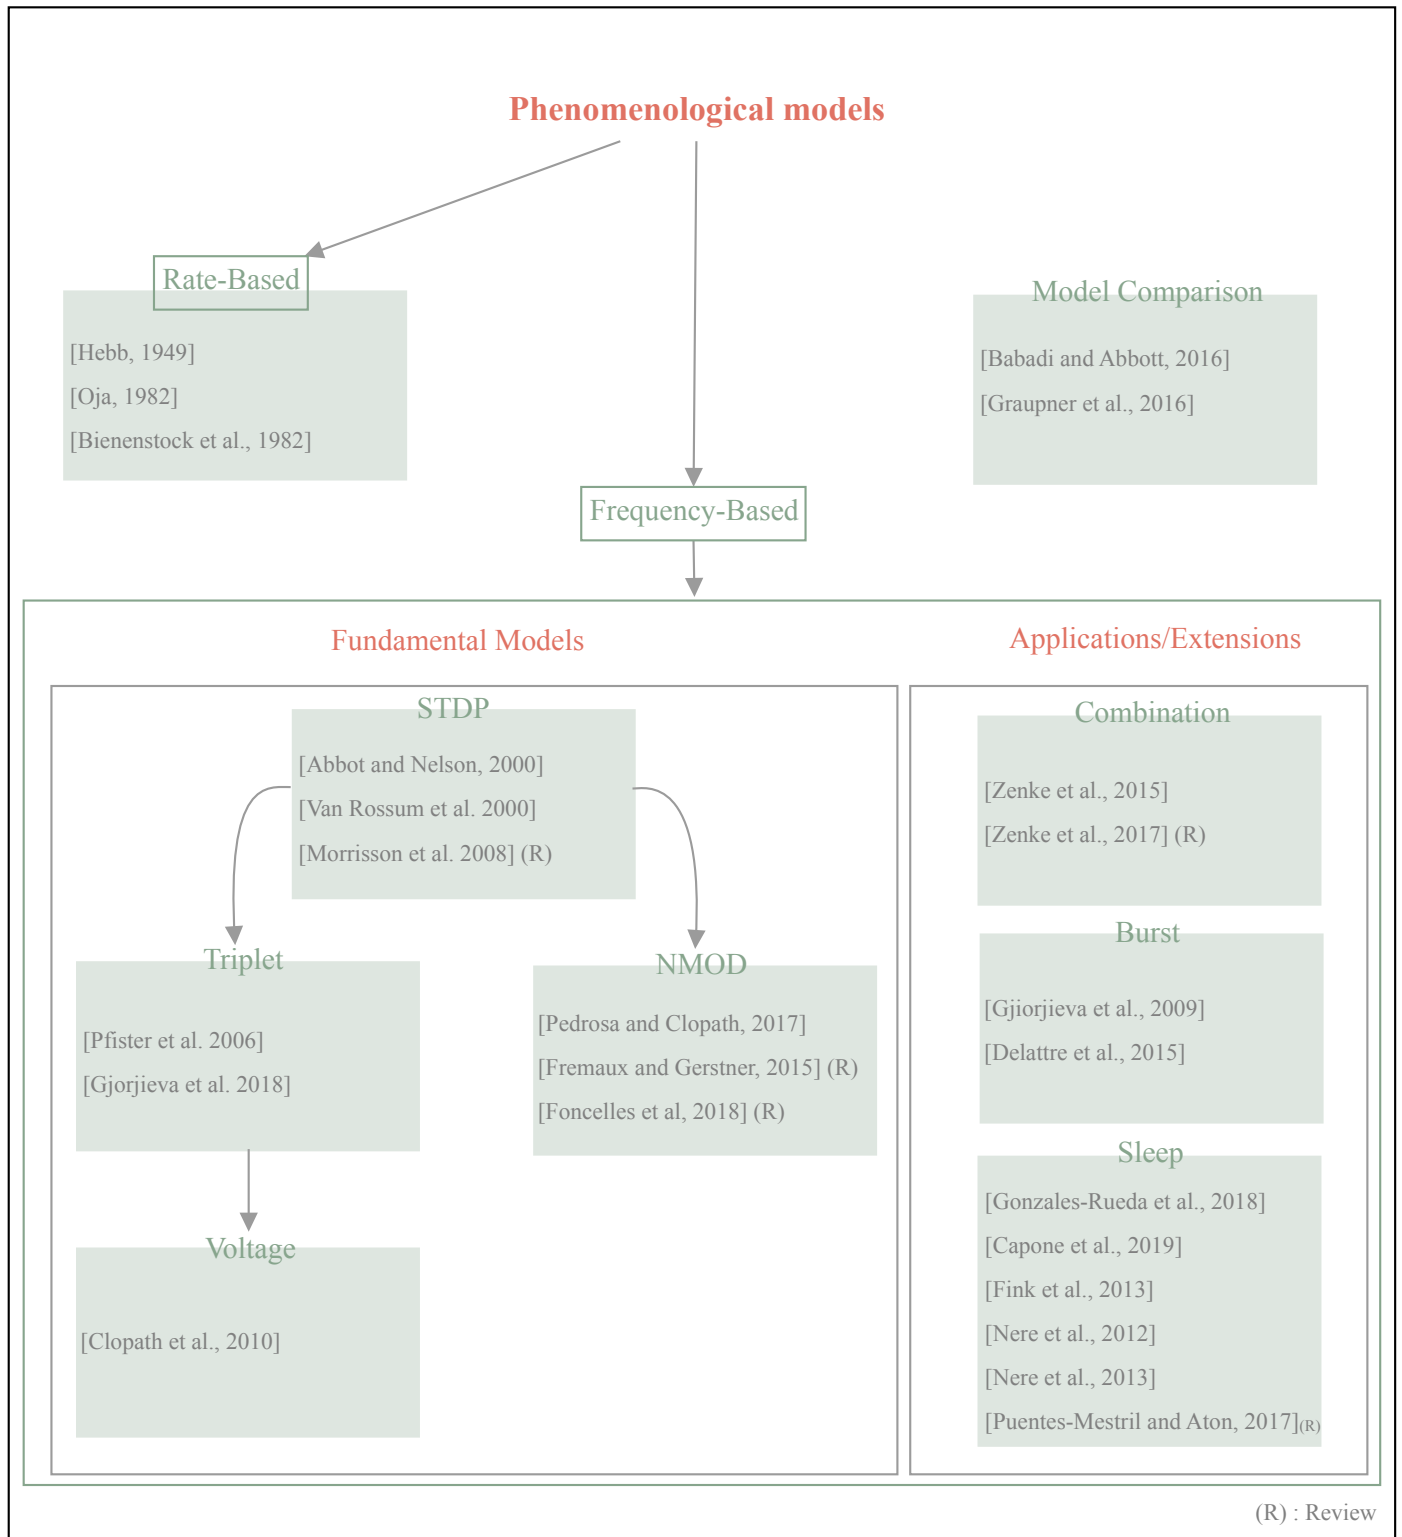 Phenomenological models
Rate-Based
[Hebb, 1949]
[Oja, 1982]
[Bienenstock et al., 1982]
Model Comparison
[Babadi and Abbott, 2016]
[Graupner et al., 2016]
Frequency-Based
Fundamental Models
STDP
[Abbot and Nelson, 2000]
[Van Rossum et al. 2000]
[Morrisson et al. 2008] (R)
Triplet
[Pfister et al. 2006]
[Gjorjieva et al. 2018]
NMOD
[Pedrosa and Clopath, 2017]
[Fremaux and Gerstner, 2015] (R)
[Foncelles et al, 2018] (R)
Voltage
[Clopath et al., 2010]
Applications/Extensions
Combination
[Zenke et al., 2015]
[Zenke et al., 2017] (R)
Burst
[Gjiorjieva et al., 2009]
[Delattre et al., 2015]
Sleep
[Gonzales-Rueda et al., 2018]
[Capone et al., 2019]
[Fink et al., 2013]
[Nere et al., 2012]
[Nere et al., 2013]
[Puentes-Mestril and Aton, 2017](R)
(R) : Review